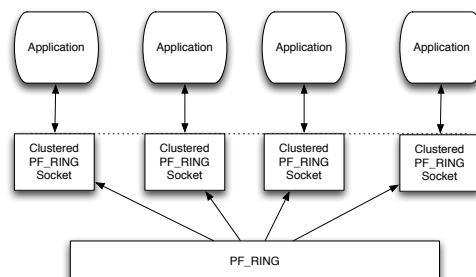 Application
Application
Application
Application
Clustered
PF_RING
Socket
Clustered
PF_RING
Socket
Clustered
PF_RING
Socket
Clustered
PF_RING
Socket
PF_RING